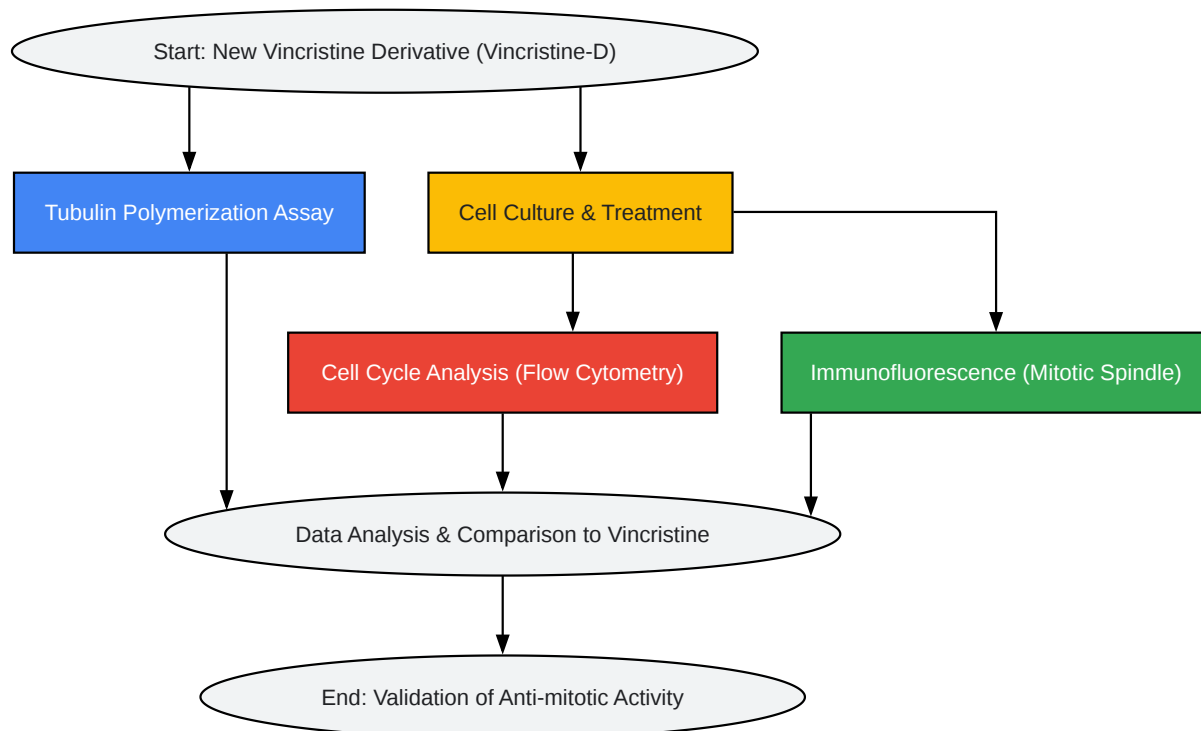 Start: New Vincristine Derivative (Vincristine-D)
Tubulin Polymerization Assay
Cell Culture & Treatment
Cell Cycle Analysis (Flow Cytometry)
Immunofluorescence (Mitotic Spindle)
Data Analysis & Comparison to Vincristine
End: Validation of Anti-mitotic Activity